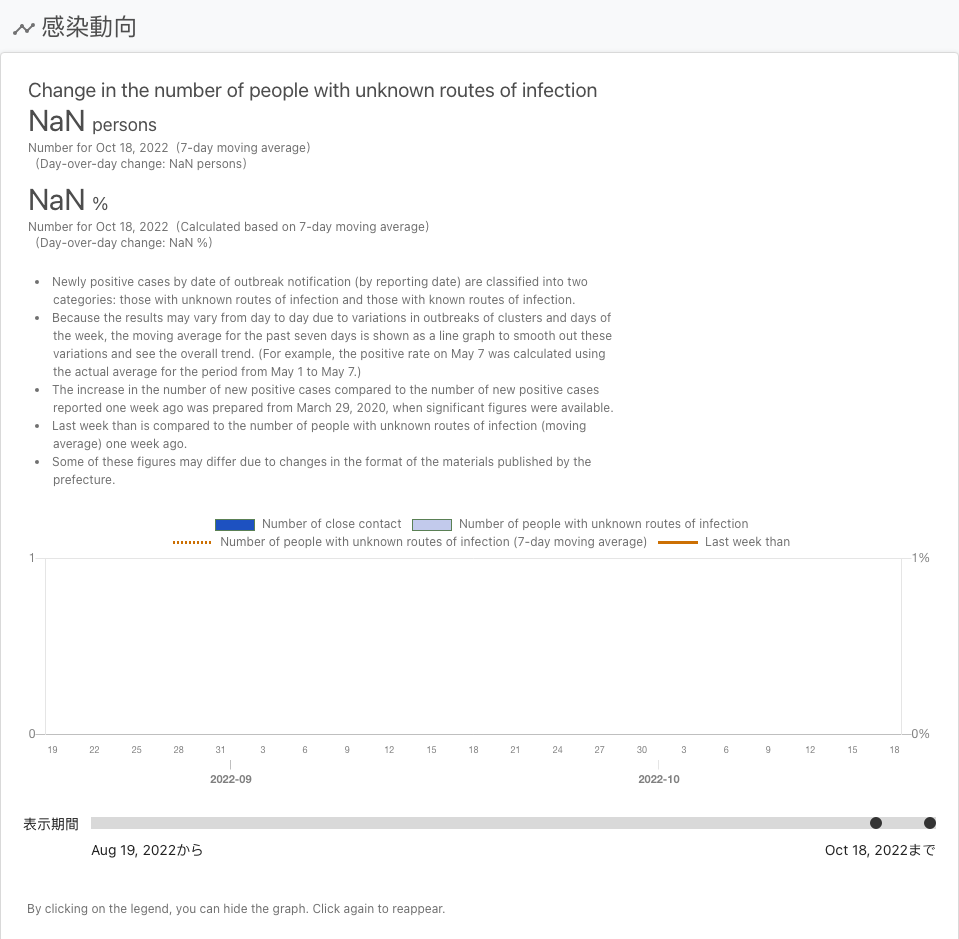 感染動向
Change in the number of people with unknown routes of infection
NaN persons
Number for Oct 18, 2022 (7-day moving average)
(Day-over-day change: NaN persons)
NaN %
Number for Oct 18, 2022 (Calculated based on 7-day moving average)
(Day-over-day change: NaN %)
• Newly positive cases by date of outbreak notification (by reporting date) are classified into two
categories: those with unknown routes of infection and those with known routes of infection.
• Because the results may vary from day to day due to variations in outbreaks of clusters and days of
the week, the moving average for the past seven days is shown as a line graph to smooth out these
variations and see the overall trend. (For example, the positive rate on May 7 was calculated using
the actual average for the period from May 1 to May 7.)
• The increase in the number of new positive cases compared to the number of new positive cases
reported one week ago was prepared from March 29, 2020, when significant figures were available.
• Last week than is compared to the number of people with unknown routes of infection (moving
average) one week ago.
• Some of these figures may differ due to changes in the format of the materials published by the
prefecture.
Number of close contact Number of people with unknown routes of infection
Number of people with unknown routes of infection (7-day moving average) Last week than
1 1%
0 0%
19 22 25 28 31 3 6 9 12 15 18 21 24 27 30 3 6 9 12 15 18
2022-09 2022-10
表示期間
Aug 19, 2022から Oct 18, 2022まで
By clicking on the legend, you can hide the graph. Click again to reappear.